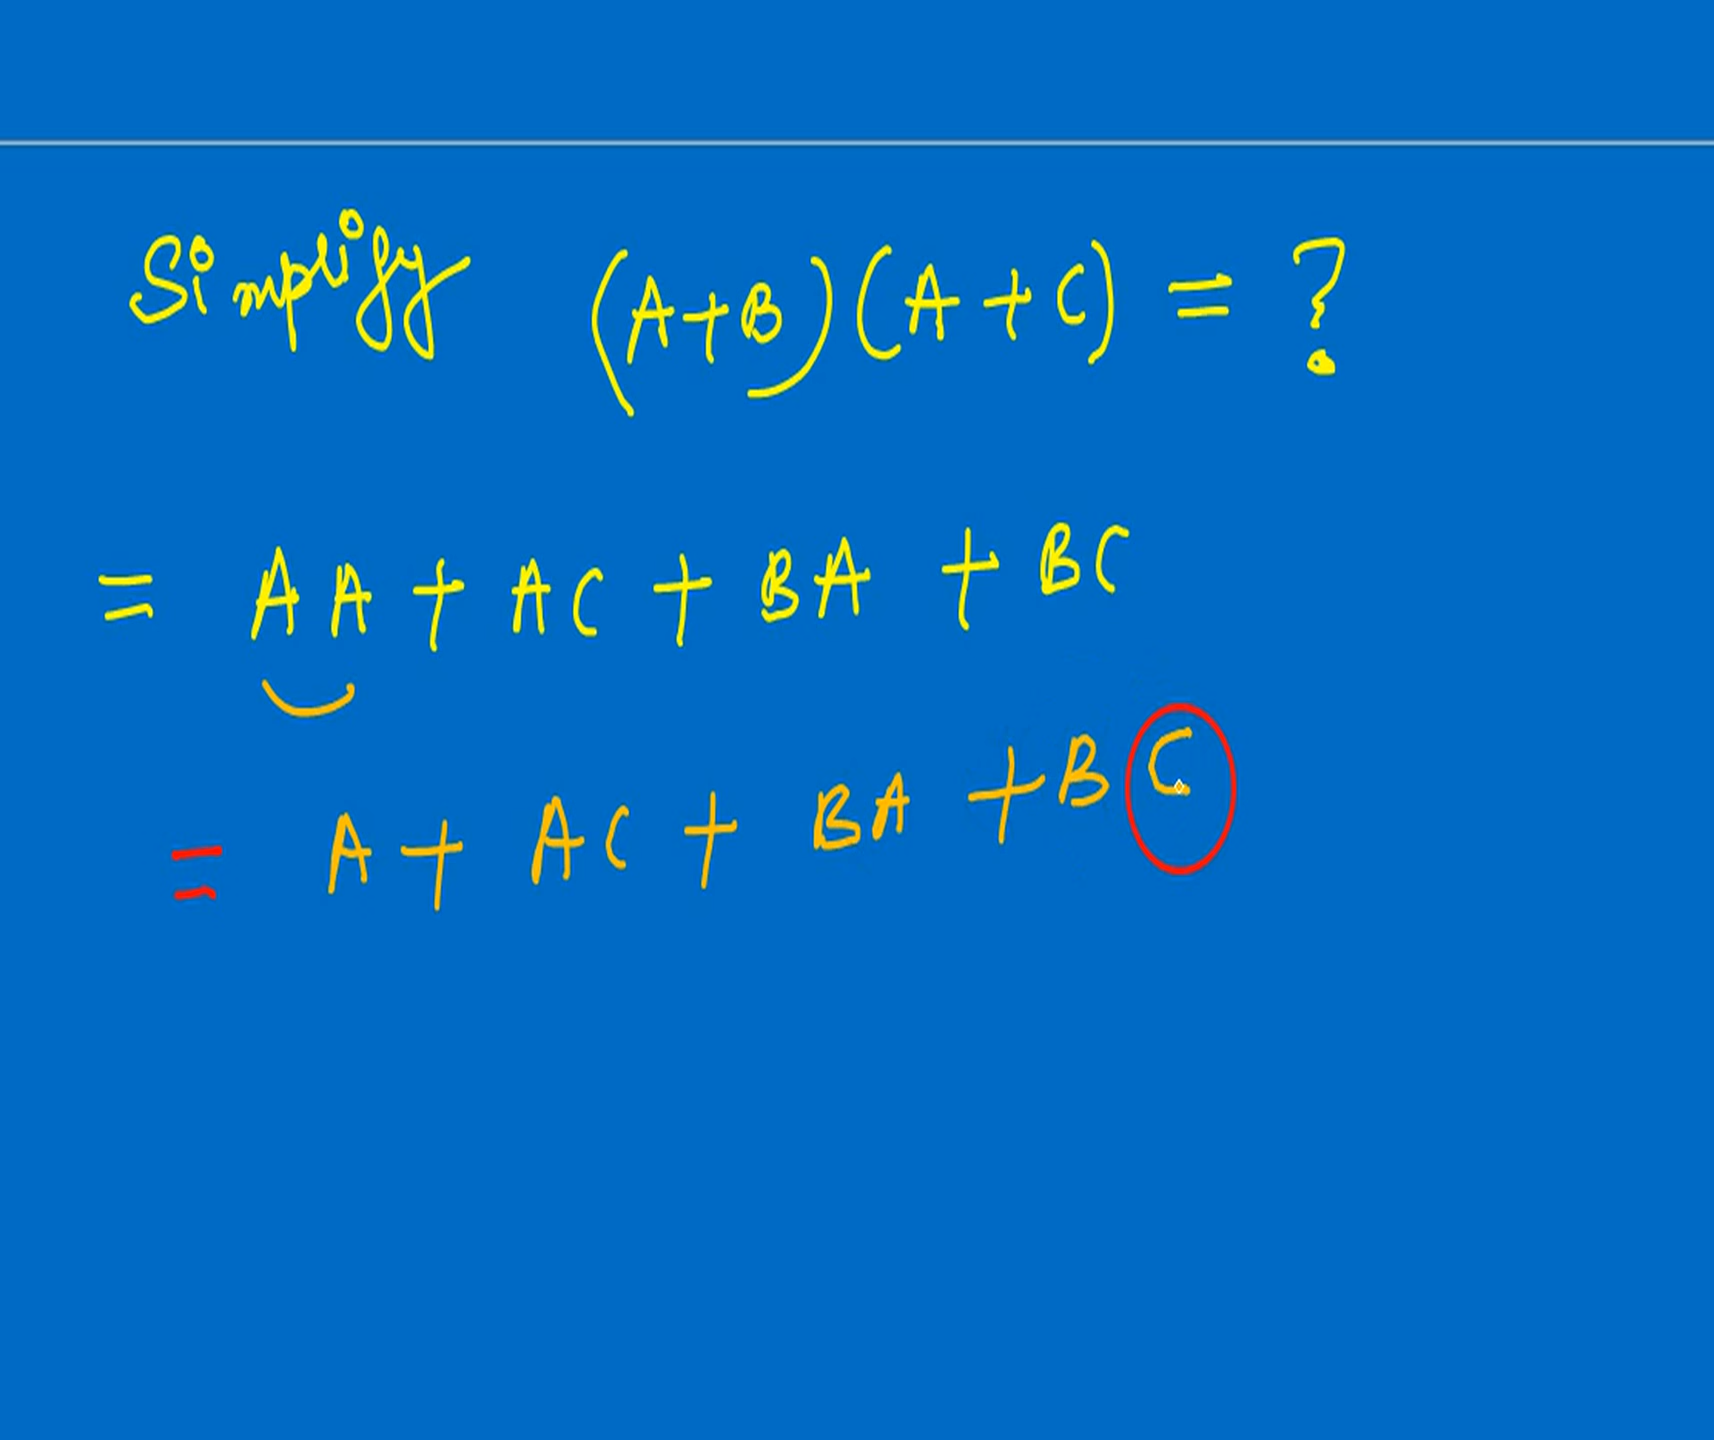 Simplify (A+B)(A+C) = ?
= AA + AC + BA + BC
= A + AC + BA + BC